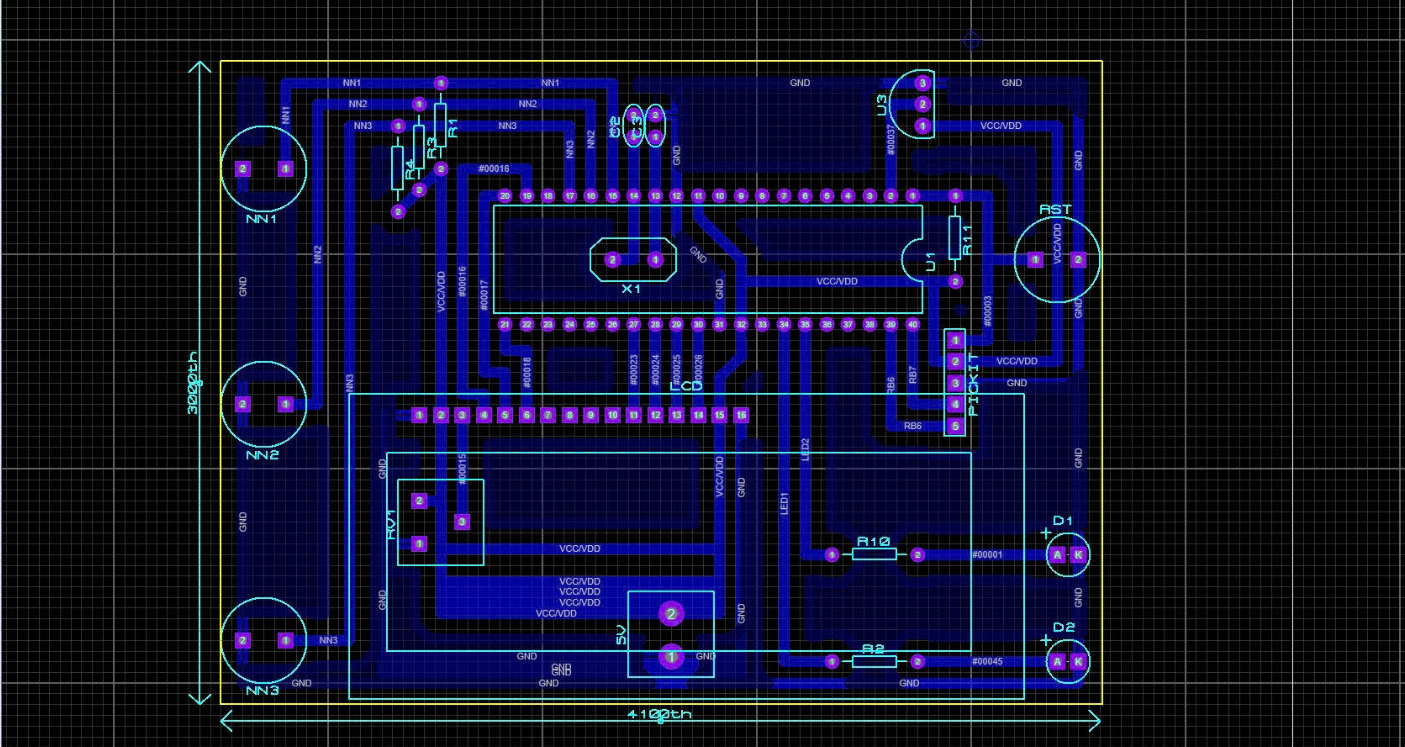 NN1 NN1 GND GND
NN2 NN2
NN3 NN3 VCC/VDD
NN1 R1 R3 R4 C2 C3 U3
NN3 NN2 GND #00037 GND
#00016
NN1
20 19 18 17 16 15 14 13 12 11 10 9 8 7 6 5 4 3 2 1
RST
R11
U1
X1
NN2 GND VCC/VDD #00016 #00017 GND GND VCC/VDD #00003 VCC/VDD GND
21 22 23 24 25 26 27 28 29 30 31 32 33 34 35 36 37 38 39 40
3000th
NN3 #00018 #00023 #00024 #00025 #00026 RB6 RB7 VCC/VDD
GND
PICKIT
LCD
1 2 3 4 5 6 7 8 9 10 11 12 13 14 15 16
RB6
NN2
GND #00015 VCC/VDD GND LED2 GND
RV1
GND LED1
D1
R10
VCC/VDD #00001 A K
VCC/VDD
VCC/VDD
VCC/VDD
VCC/VDD
GND GND GND
5V
2
1
D2
NN3 R2
GND GND #00045 A K
GND
GND
NN3 GND GND GND
4100th